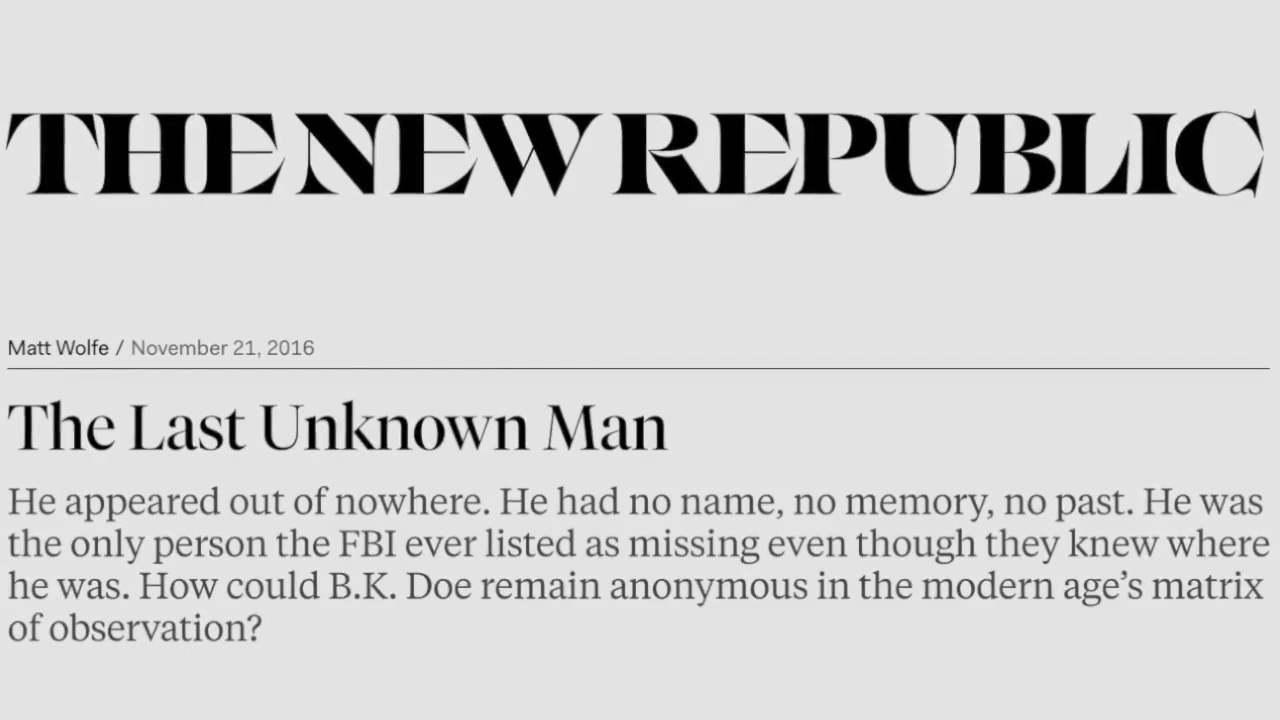 THE NEW REPUBLIC
Matt Wolfe / November 21, 2016
The Last Unknown Man
He appeared out of nowhere. He had no name, no memory, no past. He was
the only person the FBI ever listed as missing even though they knew where
he was. How could B.K. Doe remain anonymous in the modern age’s matrix
of observation?